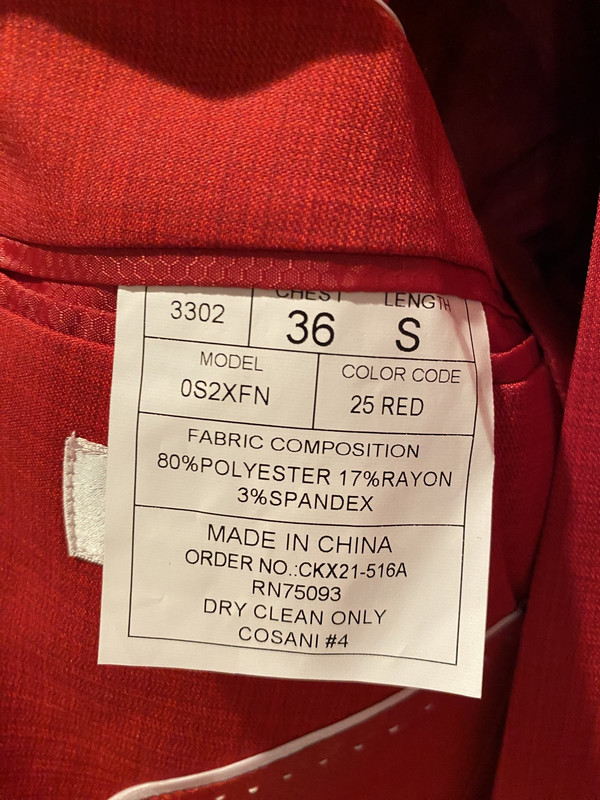 CHEST LENGTH
3302 36 S
MODEL COLOR CODE
0S2XFN 25 RED
FABRIC COMPOSITION
80%POLYESTER 17%RAYON
3%SPANDEX
MADE IN CHINA
ORDER NO.:CKX21-516A
RN75093
DRY CLEAN ONLY
COSANI #4